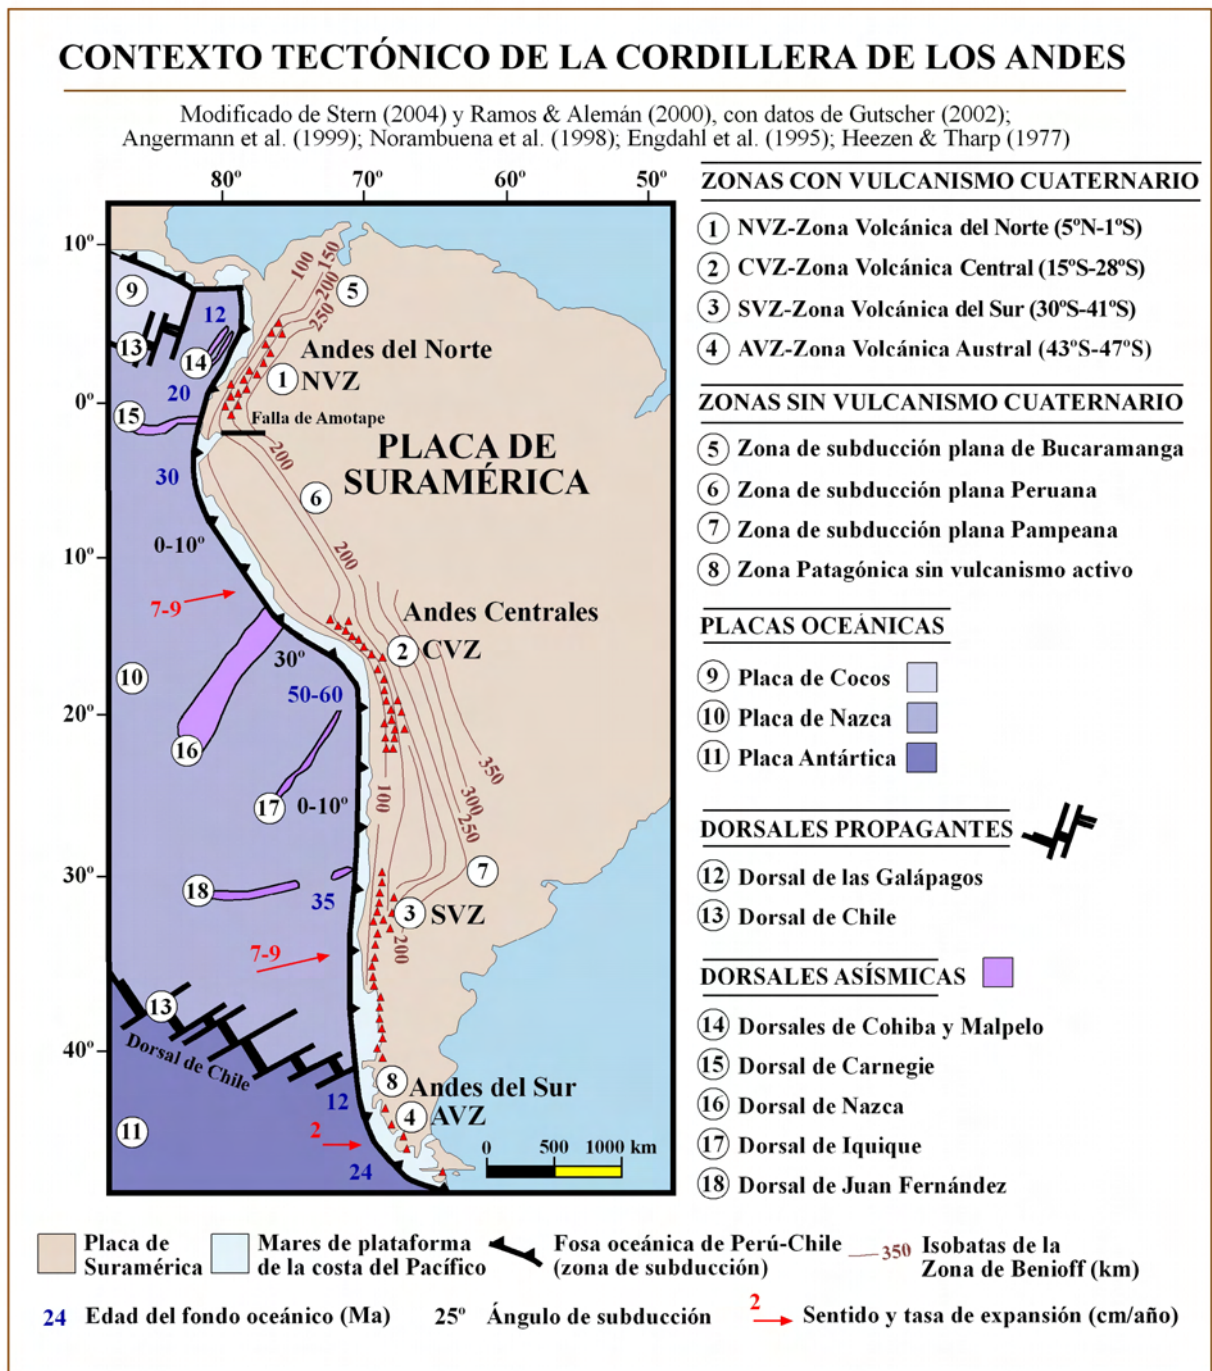 CONTEXTO TECTÓNICO DE LA CORDILLERA DE LOS ANDES
Modificado de Stern (2004) y Ramos & Alemán (2000), con datos de Gutscher (2002);
Angermann et al. (1999); Norambuena et al. (1998); Engdahl et al. (1995); Heezen & Tharp (1977)
80º 70º 60º 50º
10º
0º
10º
20º
30º
40º
9
12
13
14
20
15
30
0-10º
7-9
10
30º
50-60
16
17
0-10º
18
35
7-9
13
Dorsal de Chile
12
11
2
24
100
150
200
250
5
Andes del Norte
1 NVZ
Falla de Amotape
200
PLACA DE
SURAMÉRICA
6
200
Andes Centrales
2 CVZ
350
300
250
100
7
3 SVZ
200
8 Andes del Sur
4 AVZ
0 500 1000 km
ZONAS CON VULCANISMO CUATERNARIO
1 NVZ-Zona Volcánica del Norte (5ºN-1ºS)
2 CVZ-Zona Volcánica Central (15ºS-28ºS)
3 SVZ-Zona Volcánica del Sur (30ºS-41ºS)
4 AVZ-Zona Volcánica Austral (43ºS-47ºS)
ZONAS SIN VULCANISMO CUATERNARIO
5 Zona de subducción plana de Bucaramanga
6 Zona de subducción plana Peruana
7 Zona de subducción plana Pampeana
8 Zona Patagónica sin vulcanismo activo
PLACAS OCEÁNICAS
9 Placa de Cocos
10 Placa de Nazca
11 Placa Antártica
DORSALES PROPAGANTES
12 Dorsal de las Galápagos
13 Dorsal de Chile
DORSALES ASÍSMICAS
14 Dorsales de Cohiba y Malpelo
15 Dorsal de Carnegie
16 Dorsal de Nazca
17 Dorsal de Iquique
18 Dorsal de Juan Fernández
Placa de
Suramérica
Mares de plataforma
de la costa del Pacífico
Fosa oceánica de Perú-Chile
(zona de subducción)
350 Isobatas de la
Zona de Benioff (km)
24 Edad del fondo oceánico (Ma)
25º Ángulo de subducción
2 Sentido y tasa de expansión (cm/año)